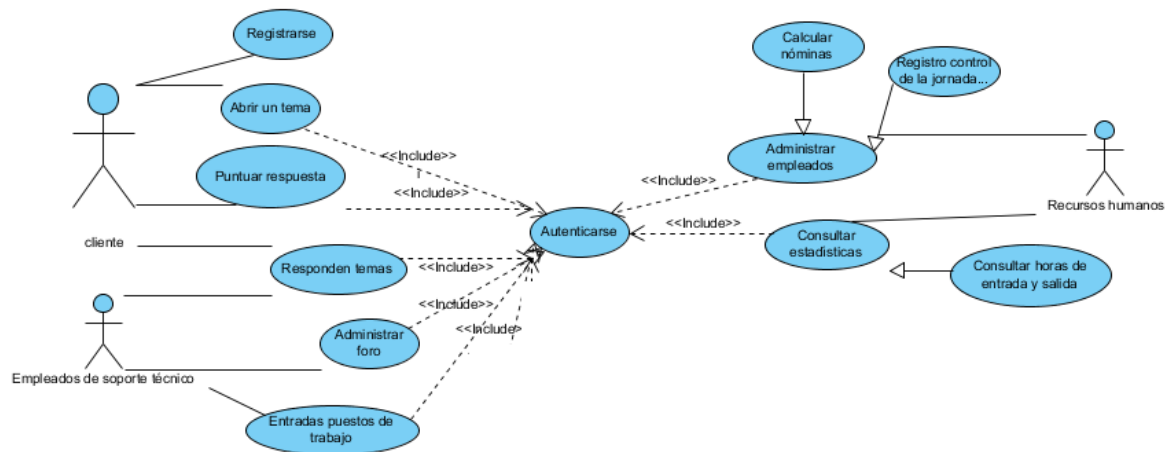 Registrarse
Abrir un tema
Puntuar respuesta
cliente
Responden temas
Administrar
foro
Empleados de soporte técnico
Entradas puestos de
trabajo
<<Include>>
<<Include>>
<<Include>>
<<Include>>
<<Include>
Autenticarse
Calcular
nóminas
Registro control
de la jornada...
Administrar
empleados
<<Include>>
<<Include>>
Recursos humanos
Consultar
estadísticas
Consultar horas de
entrada y salida